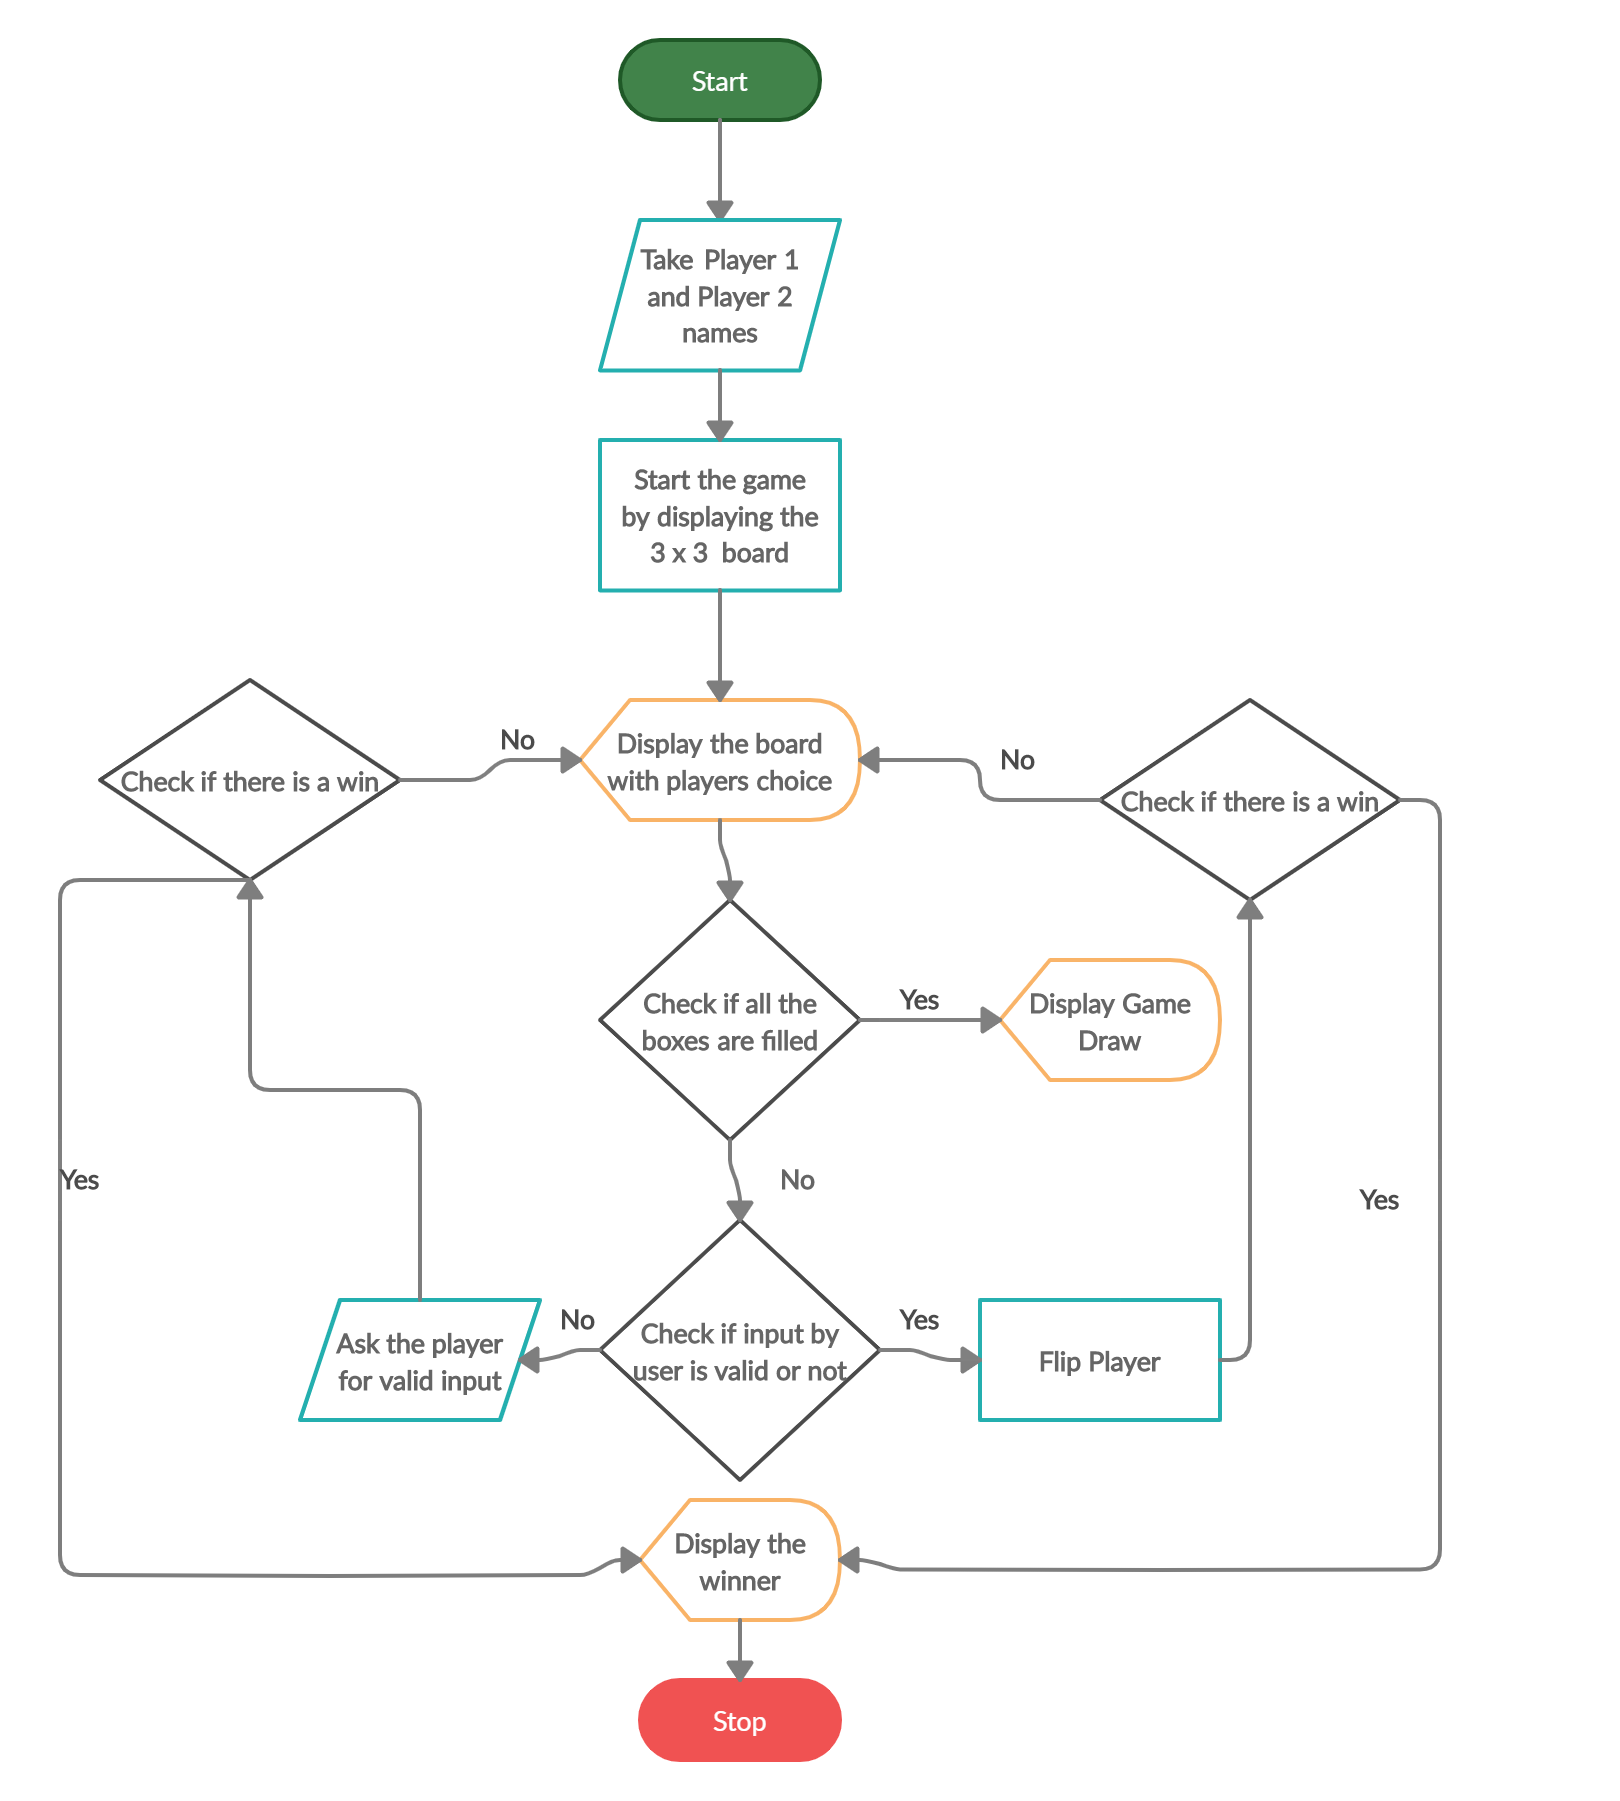 Start
Take Player 1
and Player 2
names
Start the game
by displaying the
3 x 3 board
Check if there is a win
No
Display the board
with players choice
No
Check if there is a win
Check if all the
boxes are filled
Yes
Display Game
Draw
Yes
No
Yes
Ask the player
for valid input
No
Check if input by
user is valid or not
Yes
Flip Player
Display the
winner
Stop